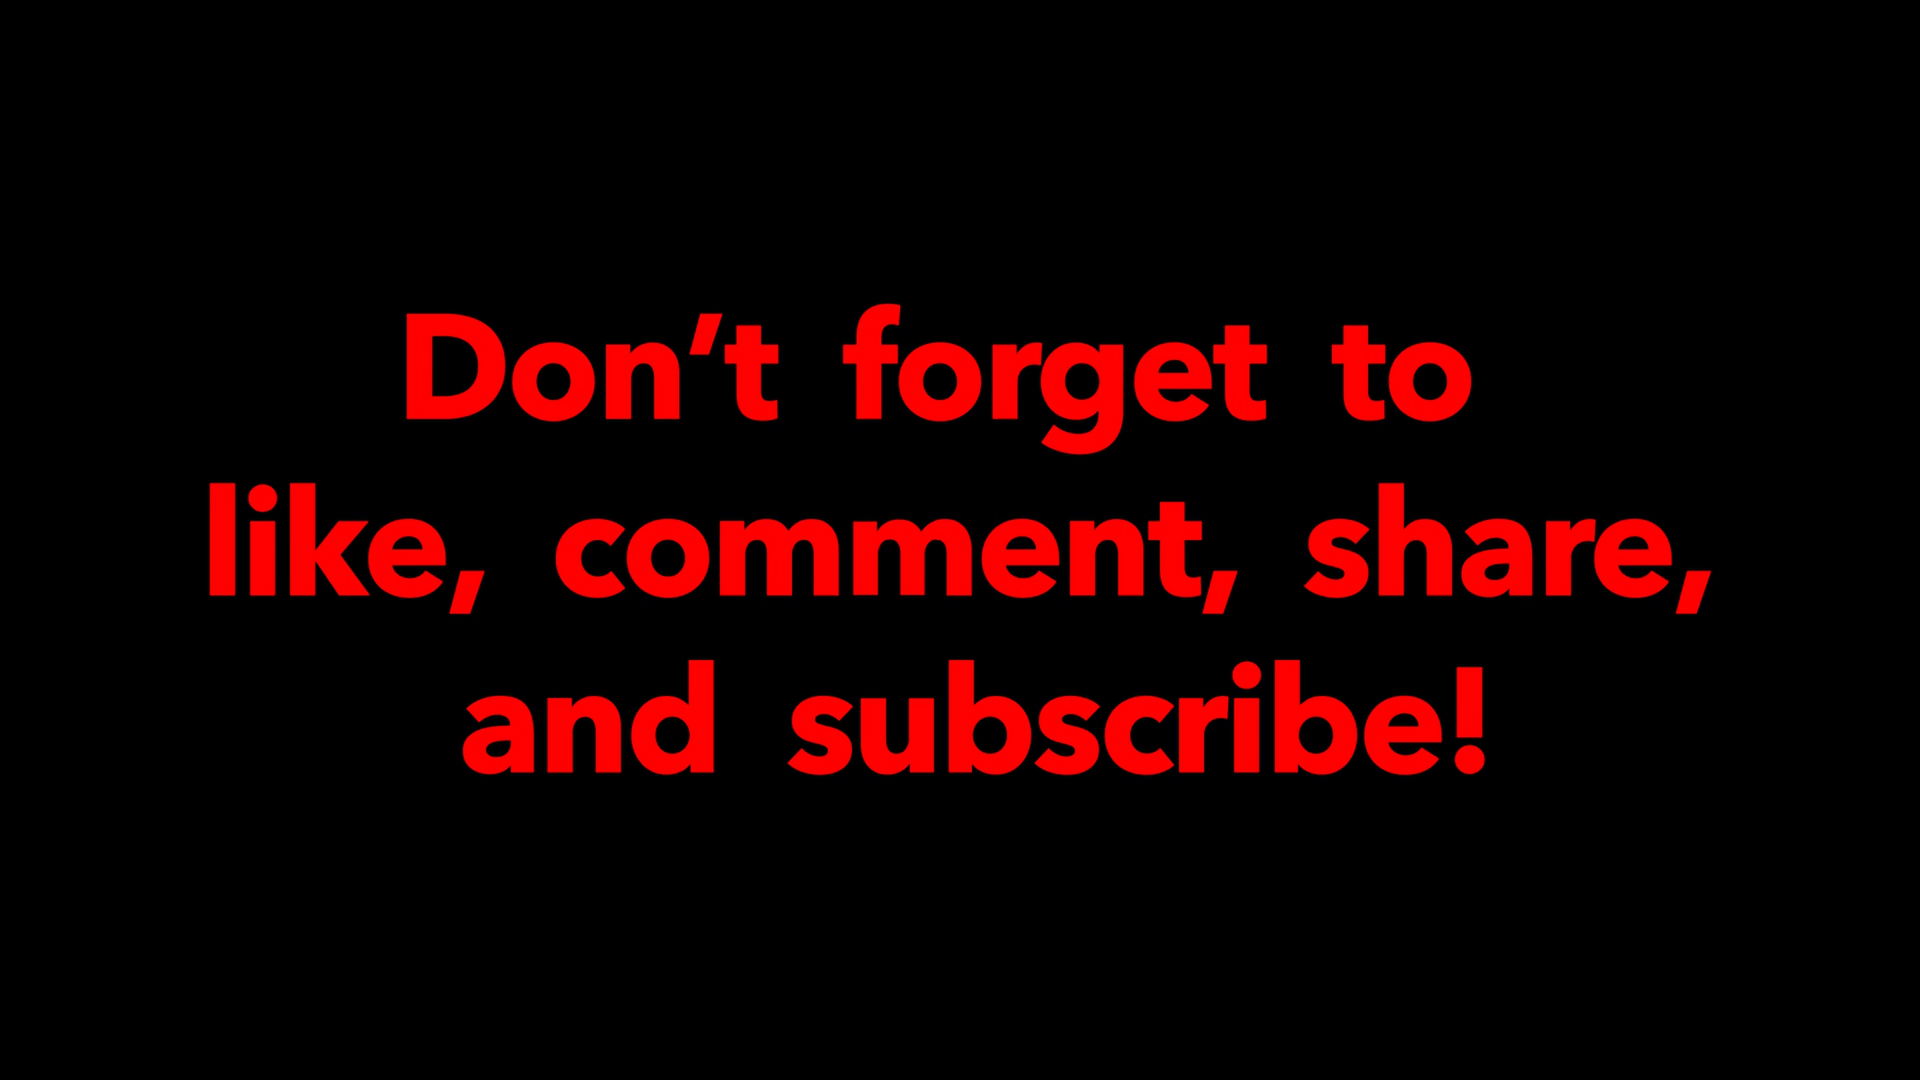 Don’t forget to
like, comment, share,
and subscribe!